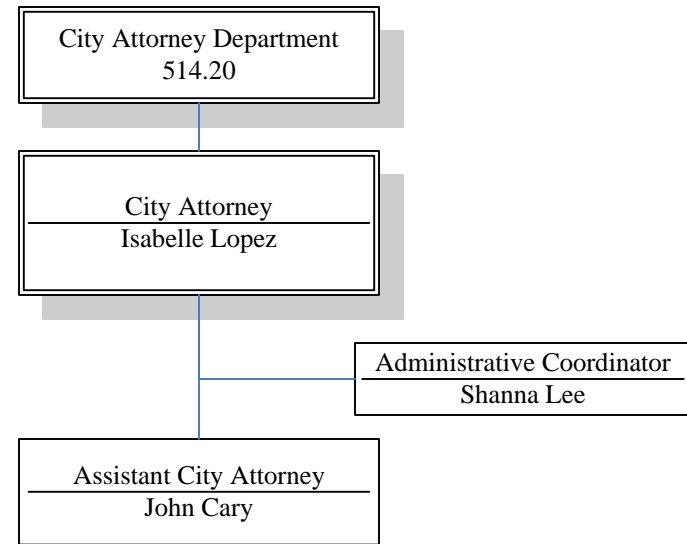 City Attorney Department
514.20
City Attorney
Isabelle Lopez
Administrative Coordinator
Shanna Lee
Assistant City Attorney
John Cary